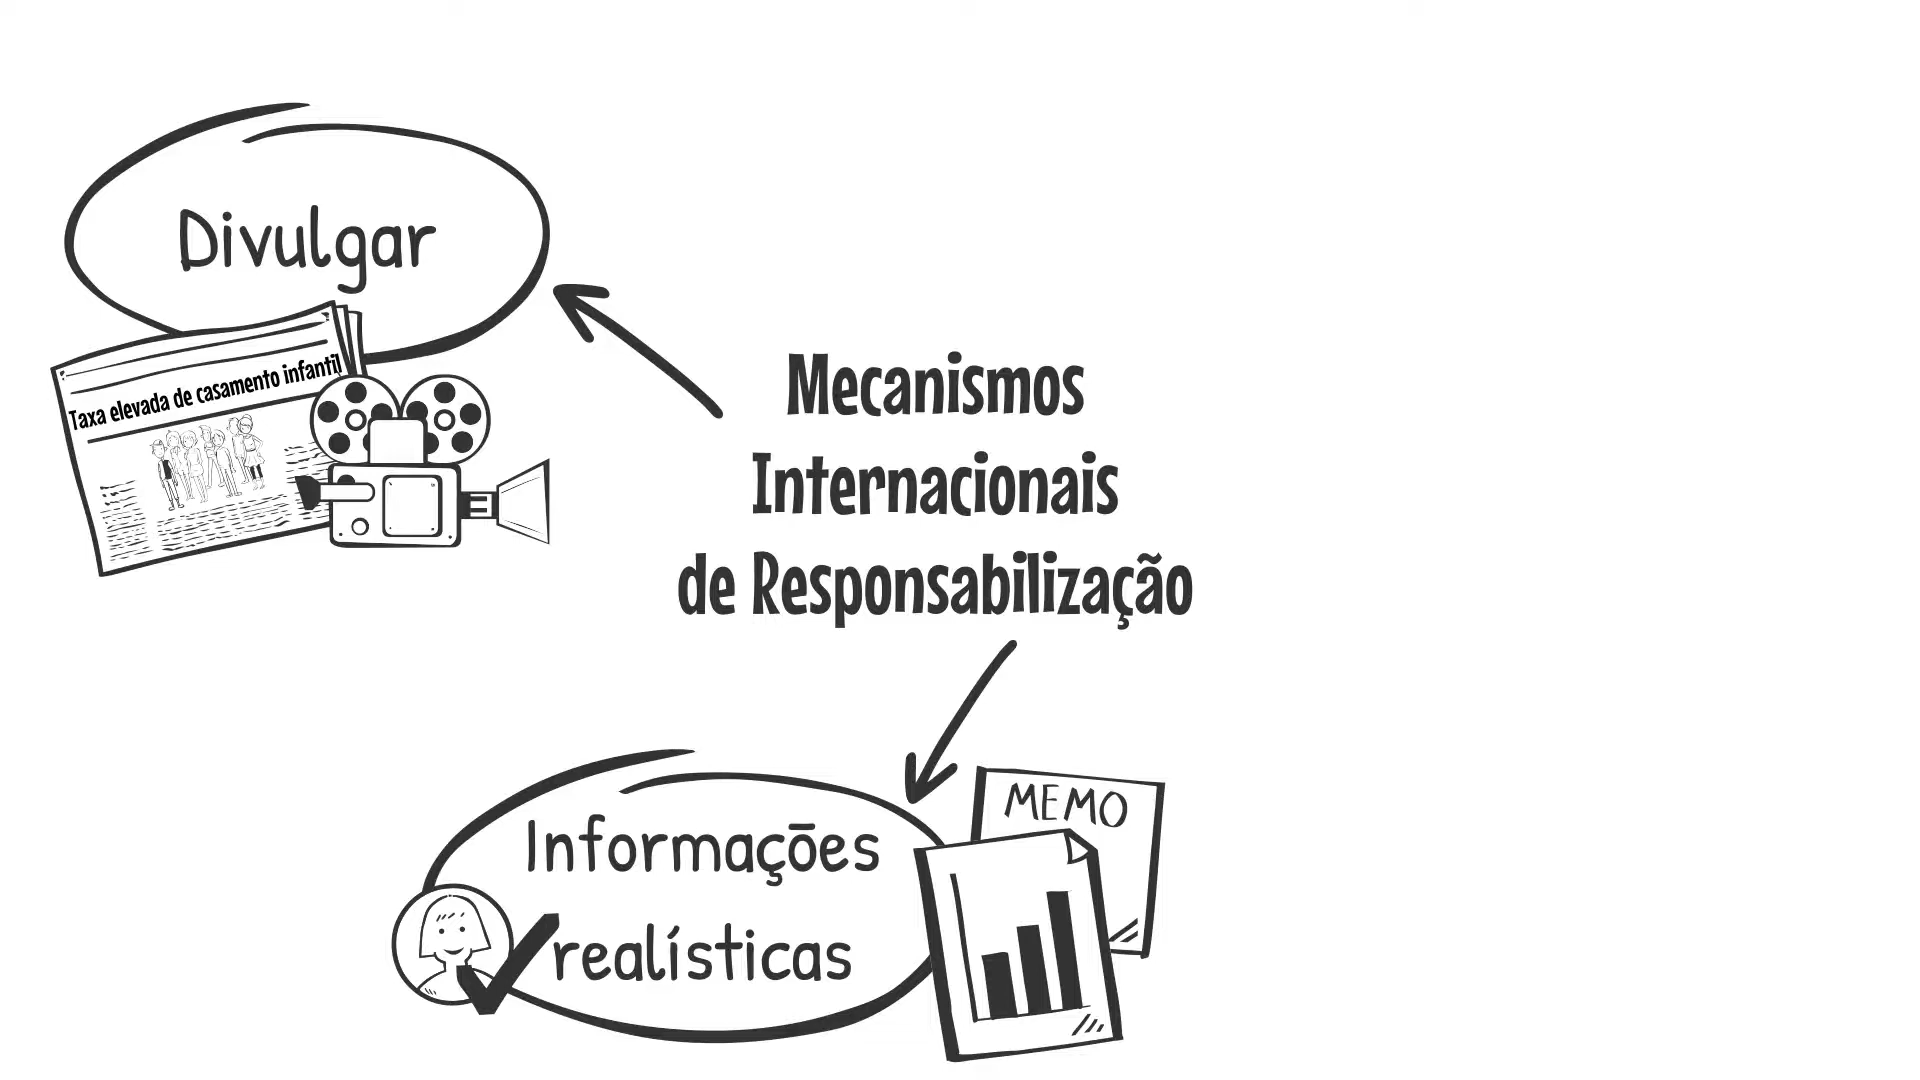 Divulgar
Taxa elevada de casamento infantil
Mecanismos
Internacionais
de Responsabilização
Informações
realísticas
MEMO